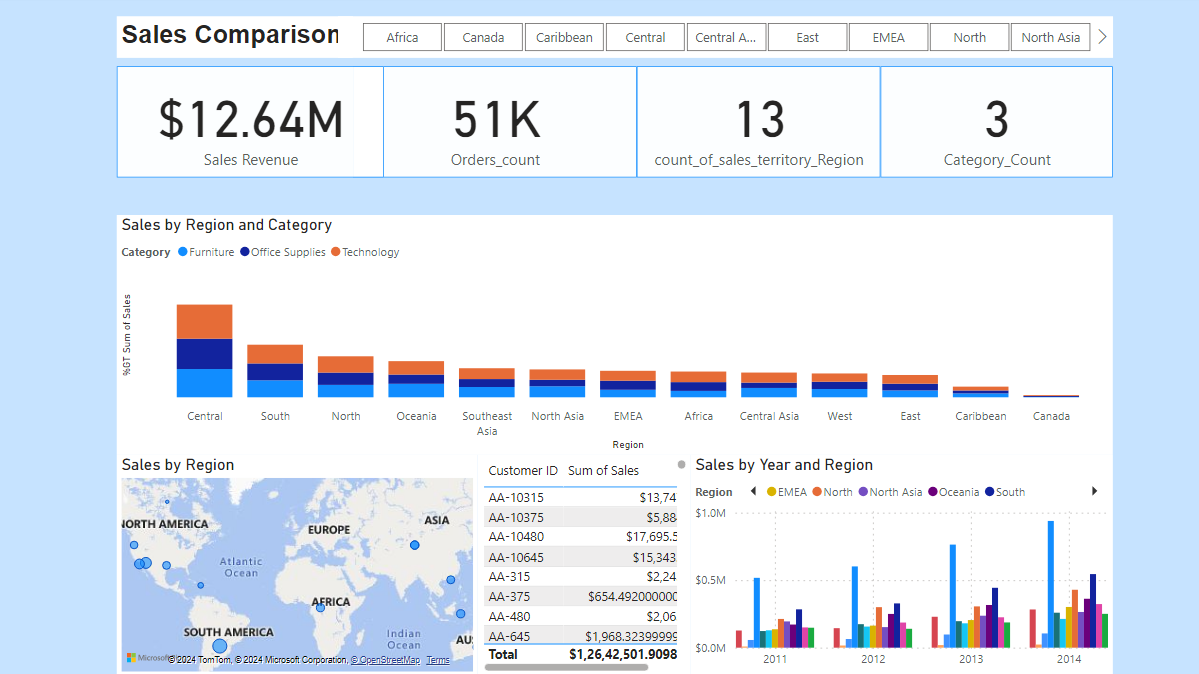 Sales Comparison
Africa Canada Caribbean Central Central A... East EMEA North North Asia
$12.64M 51K 13 3
Sales Revenue Orders_count count_of_sales_territory_Region Category_Count
Sales by Region and Category
Category Furniture Office Supplies Technology
%GT Sum of Sales
Central South North Oceania Southeast Asia North Asia EMEA Africa Central Asia West East Caribbean Canada
Region
Sales by Region
NORTH AMERICA
EUROPE
ASIA
Atlantic
Ocean
AFRICA
SOUTH AMERICA
Indian
Ocean
AUS
Microsoft
© 2024 TomTom, © 2024 Microsoft Corporation, © OpenStreetMap Terms
Customer ID Sum of Sales
AA-10315 $13,74
AA-10375 $5,88
AA-10480 $17,695.5
AA-10645 $15,343
AA-315 $2,24
AA-375 $654.492000000
AA-480 $2,06
AA-645 $1,968.32399999
Total $1,26,42,501.9098
Sales by Year and Region
Region EMEA North North Asia Oceania South
$1.0M
$0.5M
$0.0M
2011 2012 2013 2014